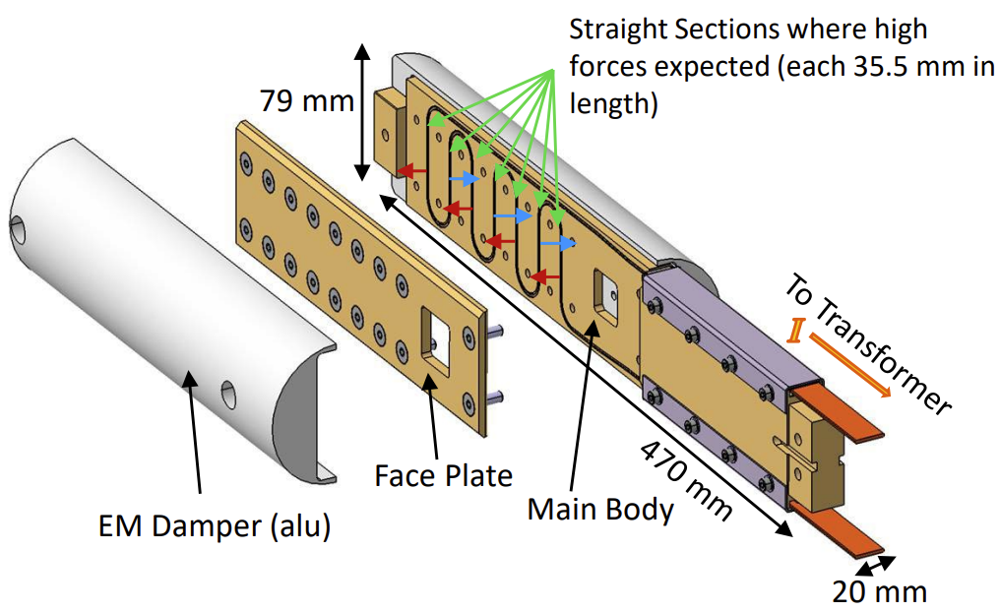 Straight Sections where high
forces expected (each 35.5 mm in
length)
79 mm
To Transformer
I
Face Plate
470 mm
Main Body
EM Damper (alu)
20 mm